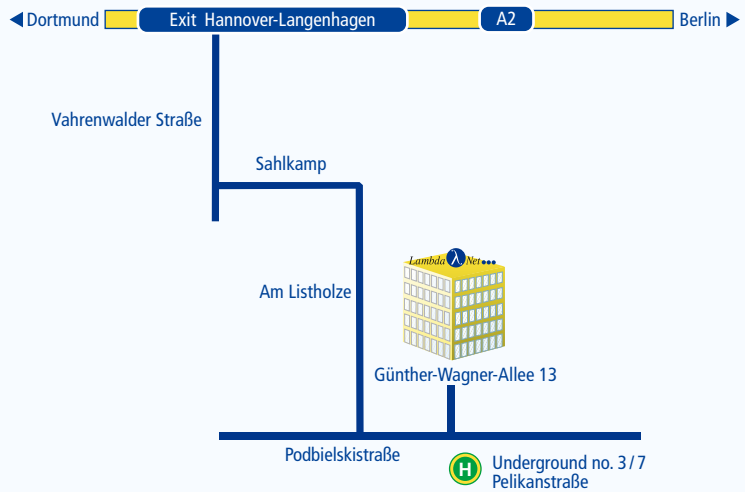 Dortmund
Exit Hannover-Langenhagen
A2
Berlin
Vahrenwalder Straße
Sahlkamp
Lambda λ Net
Am Listholze
Günther-Wagner-Allee 13
Podbielskistraße
H
Underground no. 3/7
Pelikanstraße